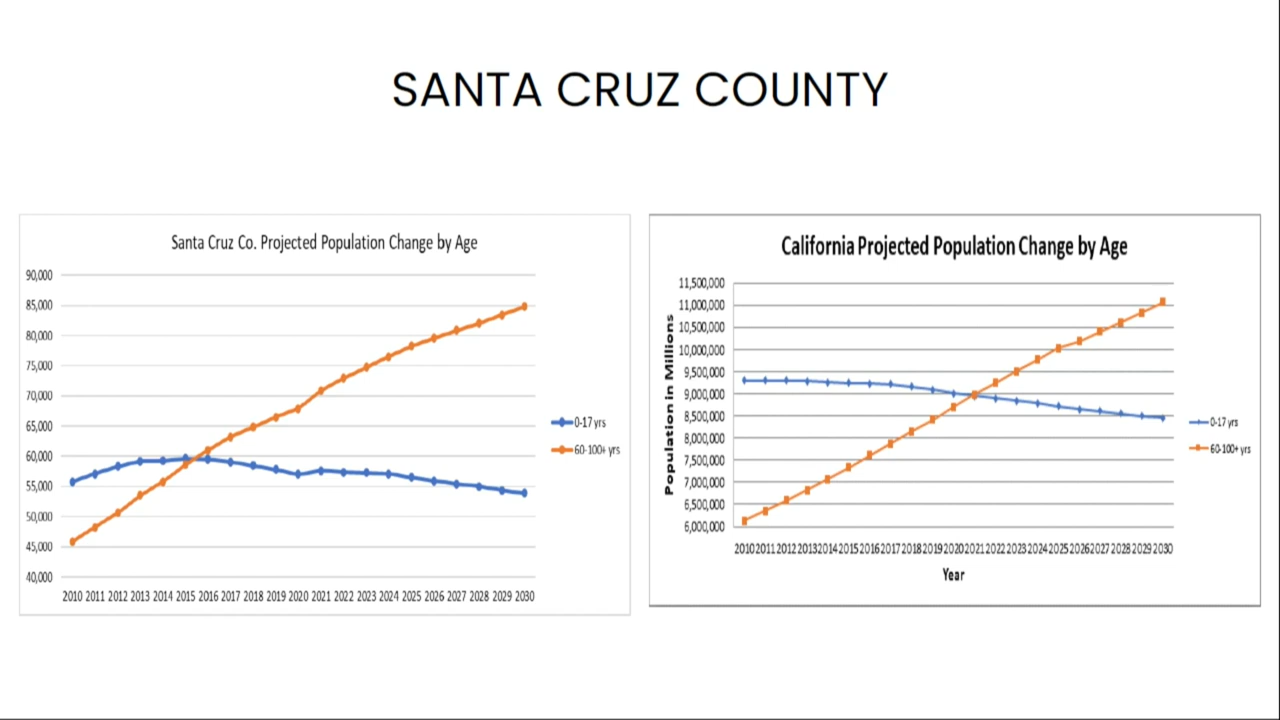 SANTA CRUZ COUNTY
Santa Cruz Co. Projected Population Change by Age
90,000
85,000
80,000
75,000
70,000
65,000
60,000
55,000
50,000
45,000
40,000
2010 2011 2012 2013 2014 2015 2016 2017 2018 2019 2020 2021 2022 2023 2024 2025 2026 2027 2028 2029 2030
0-17 yrs
60-100+ yrs
California Projected Population Change by Age
Population in Millions
11,500,000
11,000,000
10,500,000
10,000,000
9,500,000
9,000,000
8,500,000
8,000,000
7,500,000
7,000,000
6,500,000
6,000,000
2010 2011 2012 2013 2014 2015 2016 2017 2018 2019 2020 2021 2022 2023 2024 2025 2026 2027 2028 2029 2030
Year
0-17 yrs
60-100+ yrs